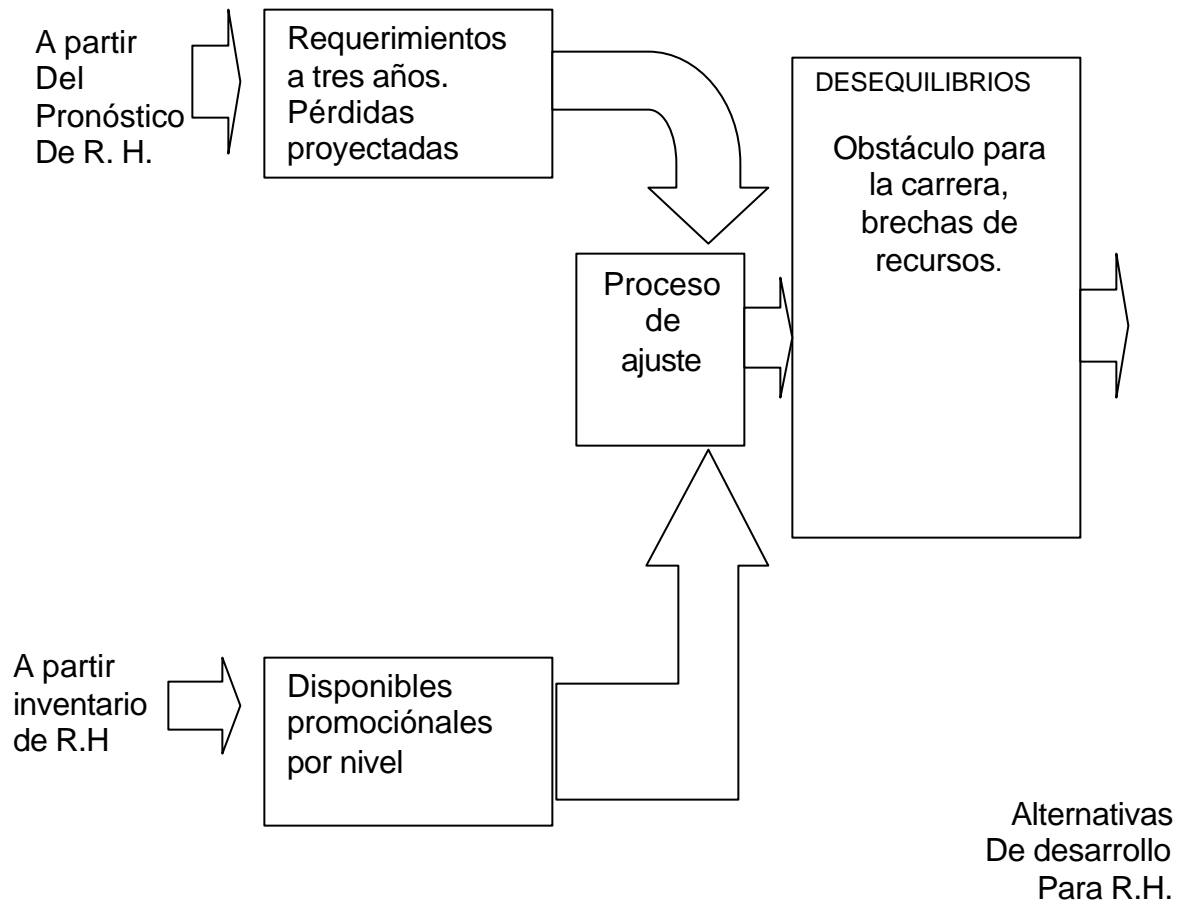 A partir
Del
Pronóstico
De R. H.
Requerimientos
a tres años.
Pérdidas
proyectadas
DESEQUILIBRIOS
Obstáculo para
la carrera,
brechas de
recursos.
Proceso
de
ajuste
A partir
inventario
de R.H
Disponibles
promociónales
por nivel
Alternativas
De desarrollo
Para R.H.